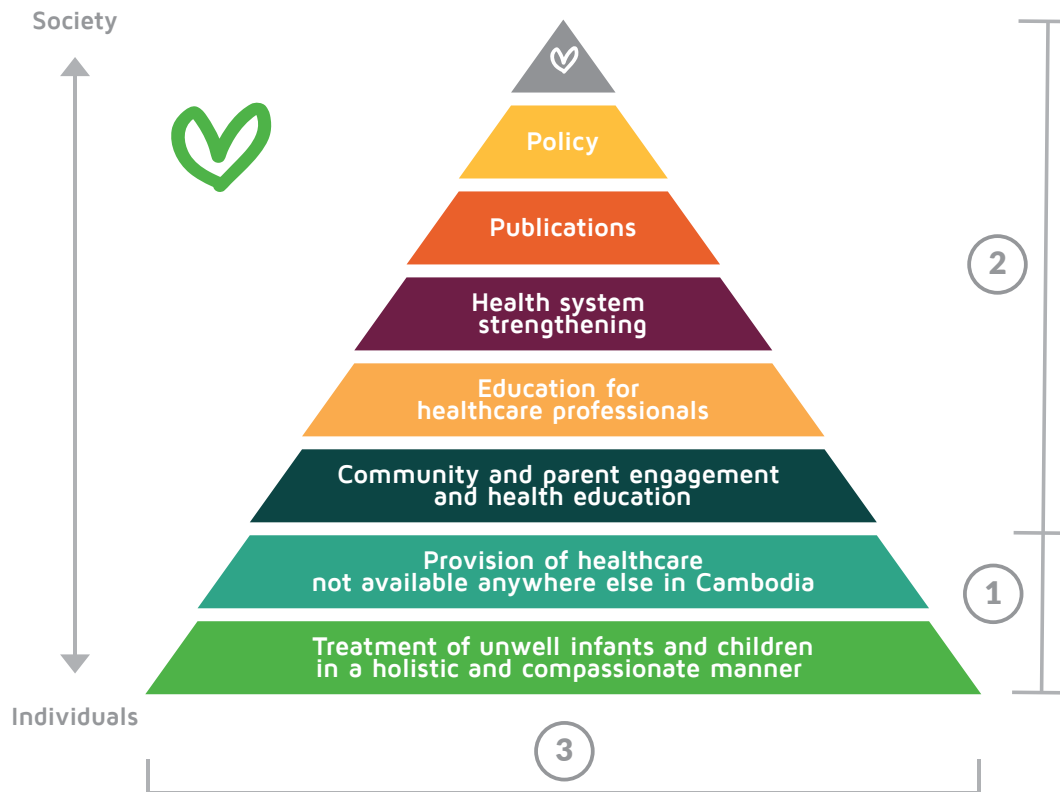 Society
Policy
Publications
2
Health system
strengthening
Education for
healthcare professionals
Community and parent engagement
and health education
Provision of healthcare
not available anywhere else in Cambodia
1
Treatment of unwell infants and children
in a holistic and compassionate manner
Individuals
3